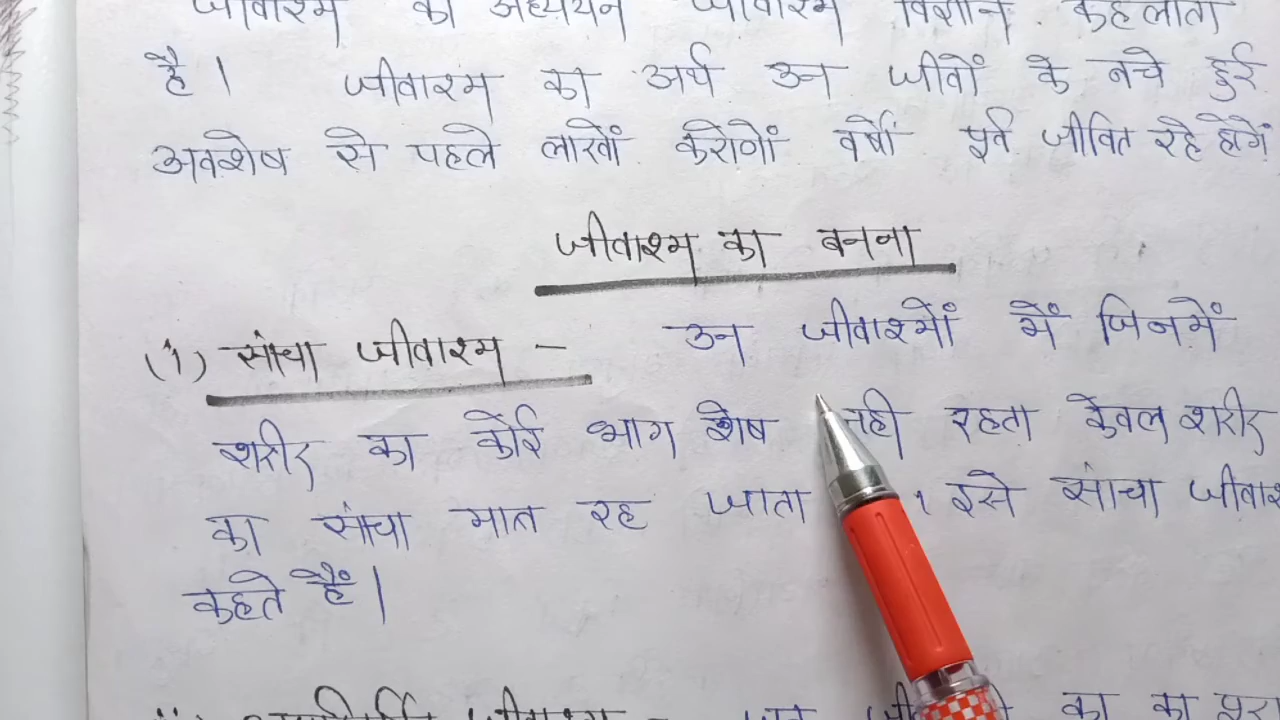 जीवाश्म का अध्ययन जीवाश्म विज्ञान कहलाता
है। जीवाश्म का अर्थ उन जीवों के बचे हुई
अवशेष से पहले लाखों करोणों वर्षों पूर्व जीवित रहे होगें
जीवाश्म का बनना
(i) सांचा जीवाश्म - उन जीवाश्मों में जिनमें
शरीर का कोई भाग शेष नही रहता केवल शरीर
का सांचा मात रह जाता । इसे सांचा जीवाश
कहते हैं।
जीवाश्म - का का पूरा